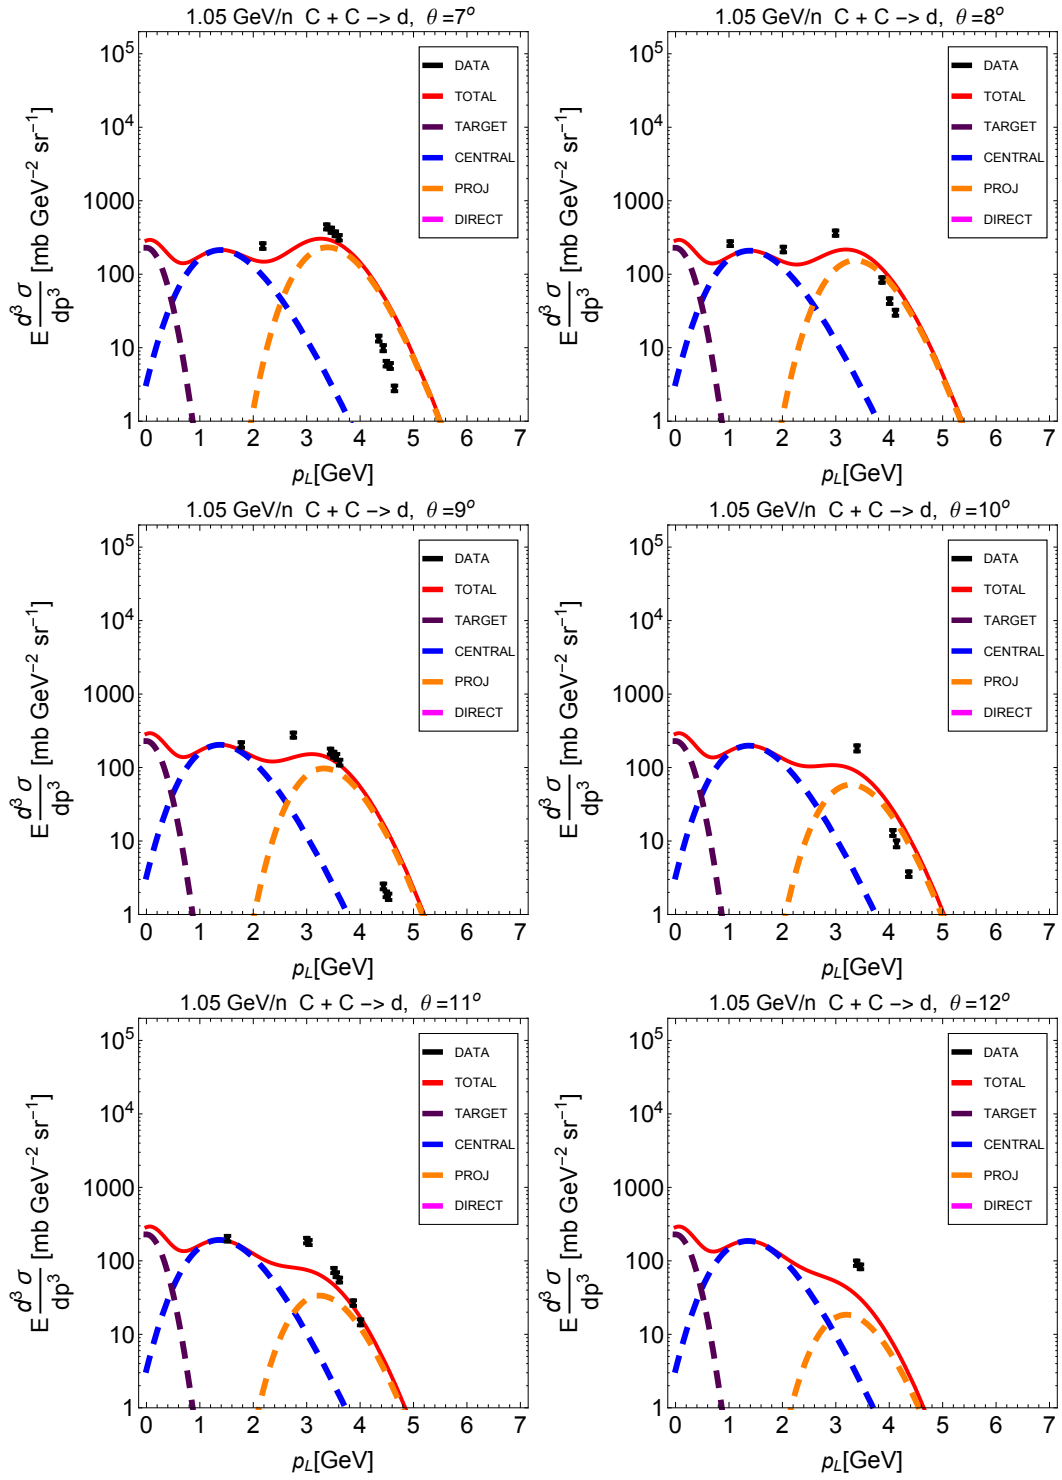 1.05 GeV/n C + C −> d, θ =7°
10⁵
10⁴
1000
100
10
1
E d³ σ / dp³ [mb GeV⁻² sr⁻¹]
DATA
TOTAL
TARGET
CENTRAL
PROJ
DIRECT
0 1 2 3 4 5 6 7
p_L[GeV]
1.05 GeV/n C + C −> d, θ =8°
10⁵
10⁴
1000
100
10
1
E d³ σ / dp³ [mb GeV⁻² sr⁻¹]
DATA
TOTAL
TARGET
CENTRAL
PROJ
DIRECT
0 1 2 3 4 5 6 7
p_L[GeV]
1.05 GeV/n C + C −> d, θ =9°
10⁵
10⁴
1000
100
10
1
E d³ σ / dp³ [mb GeV⁻² sr⁻¹]
DATA
TOTAL
TARGET
CENTRAL
PROJ
DIRECT
0 1 2 3 4 5 6 7
p_L[GeV]
1.05 GeV/n C + C −> d, θ =10°
10⁵
10⁴
1000
100
10
1
E d³ σ / dp³ [mb GeV⁻² sr⁻¹]
DATA
TOTAL
TARGET
CENTRAL
PROJ
DIRECT
0 1 2 3 4 5 6 7
p_L[GeV]
1.05 GeV/n C + C −> d, θ =11°
10⁵
10⁴
1000
100
10
1
E d³ σ / dp³ [mb GeV⁻² sr⁻¹]
DATA
TOTAL
TARGET
CENTRAL
PROJ
DIRECT
0 1 2 3 4 5 6 7
p_L[GeV]
1.05 GeV/n C + C −> d, θ =12°
10⁵
10⁴
1000
100
10
1
E d³ σ / dp³ [mb GeV⁻² sr⁻¹]
DATA
TOTAL
TARGET
CENTRAL
PROJ
DIRECT
0 1 2 3 4 5 6 7
p_L[GeV]